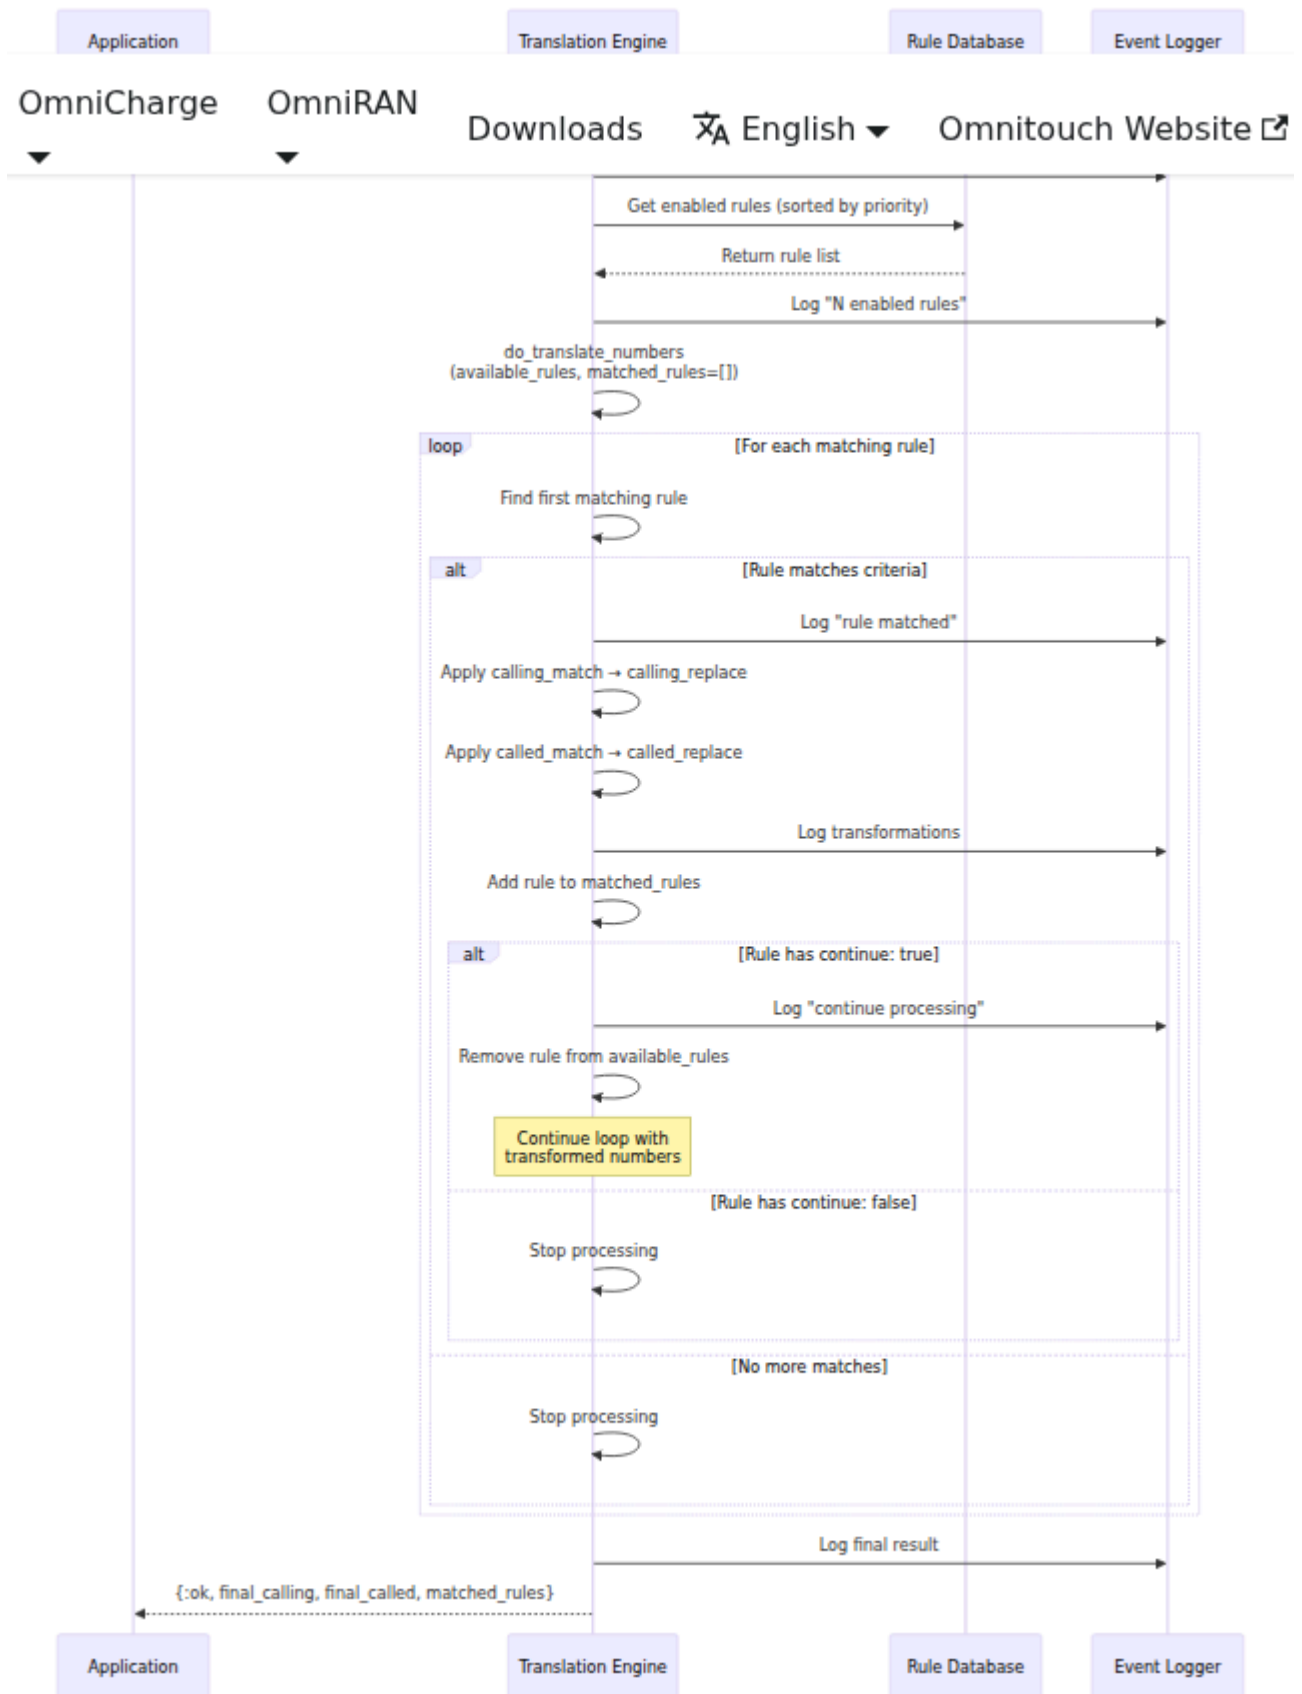 Application
Translation Engine
Rule Database
Event Logger
OmniCharge
OmniRAN
Downloads
English
Omnitouch Website
Get enabled rules (sorted by priority)
Return rule list
Log "N enabled rules"
do_translate_numbers
(available_rules, matched_rules=[])
loop
[For each matching rule]
Find first matching rule
alt
[Rule matches criteria]
Log "rule matched"
Apply calling_match → calling_replace
Apply called_match → called_replace
Log transformations
Add rule to matched_rules
alt
[Rule has continue: true]
Log "continue processing"
Remove rule from available_rules
Continue loop with
transformed numbers
[Rule has continue: false]
Stop processing
[No more matches]
Stop processing
Log final result
{:ok, final_calling, final_called, matched_rules}
Application
Translation Engine
Rule Database
Event Logger